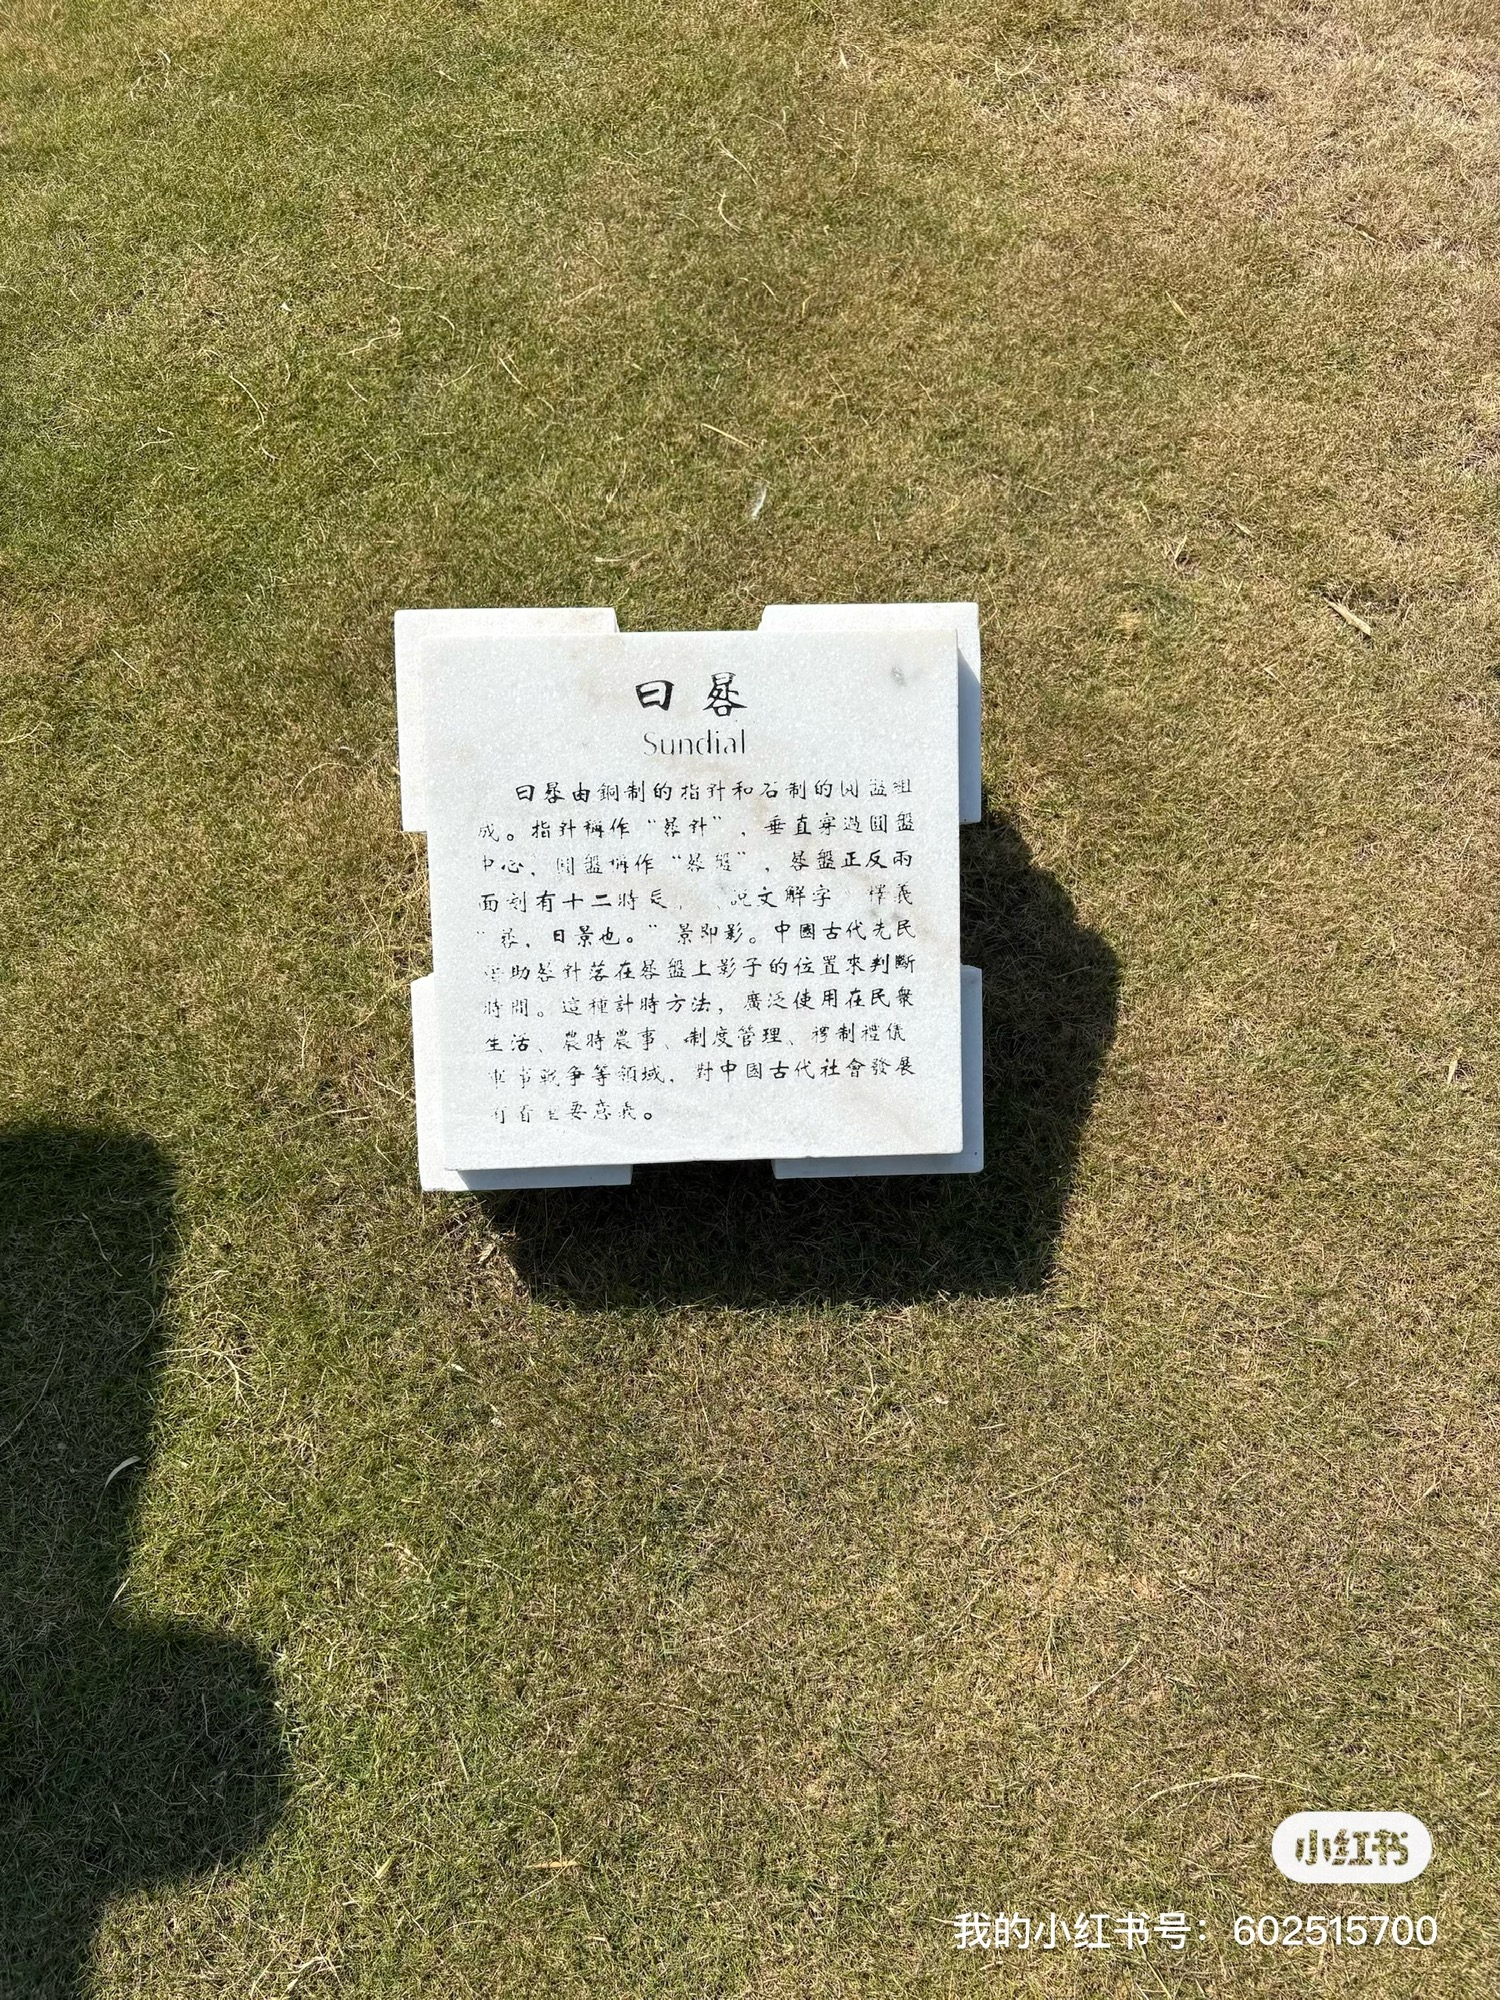 日晷
Sundial
日晷由銅制的指針和石制的圓盤組
成。指針稱作“晷針”，垂直穿過圓盤
中心，圓盤稱作“晷盤”，晷盤正反兩
面刻有十二時辰，說文解字 釋義
“晷，日景也。”景即影。中國古代先民
借助晷針落在晷盤上影子的位置來判斷
時間。這種計時方法，廣泛使用在民衆
生活、農時農事、制度管理、禮儀
軍事戰爭等領域，對中國古代社會發展
有着重要意義。
小红书
我的小红书号：602515700